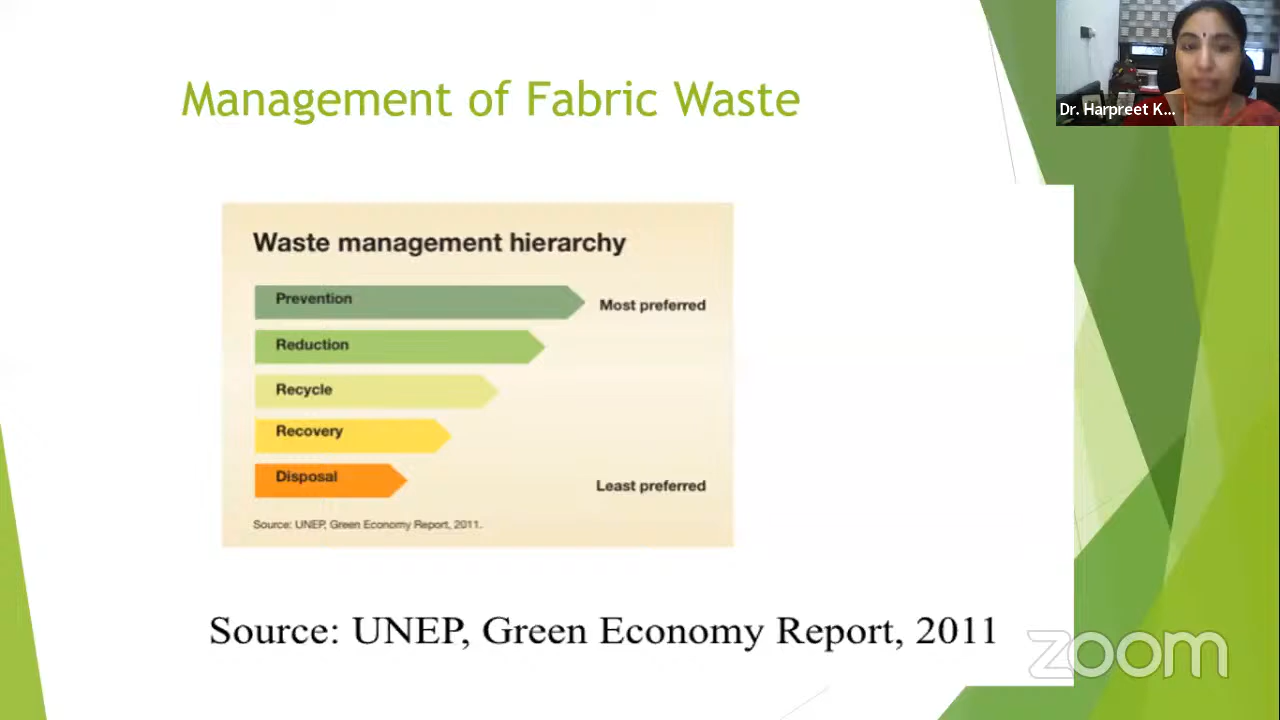 Management of Fabric Waste
Dr. Harpreet K...
Waste management hierarchy
Prevention
Most preferred
Reduction
Recycle
Recovery
Disposal
Least preferred
Source: UNEP, Green Economy Report, 2011.
Source: UNEP, Green Economy Report, 2011
zoom